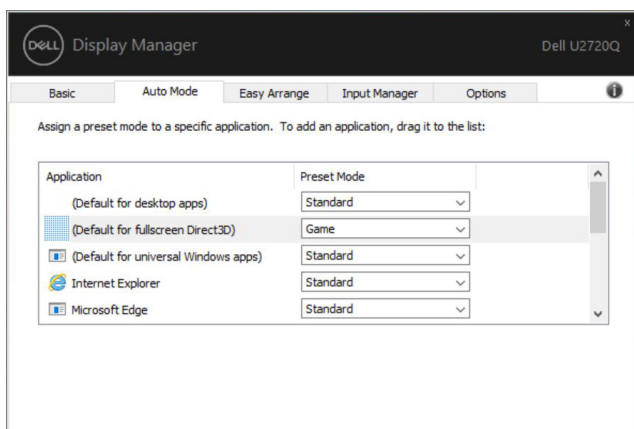 x
DELL Display Manager Dell U2720Q
Basic Auto Mode Easy Arrange Input Manager Options
Assign a preset mode to a specific application. To add an application, drag it to the list:
Application Preset Mode
(Default for desktop apps) Standard
(Default for fullscreen Direct3D) Game
(Default for universal Windows apps) Standard
Internet Explorer Standard
Microsoft Edge Standard